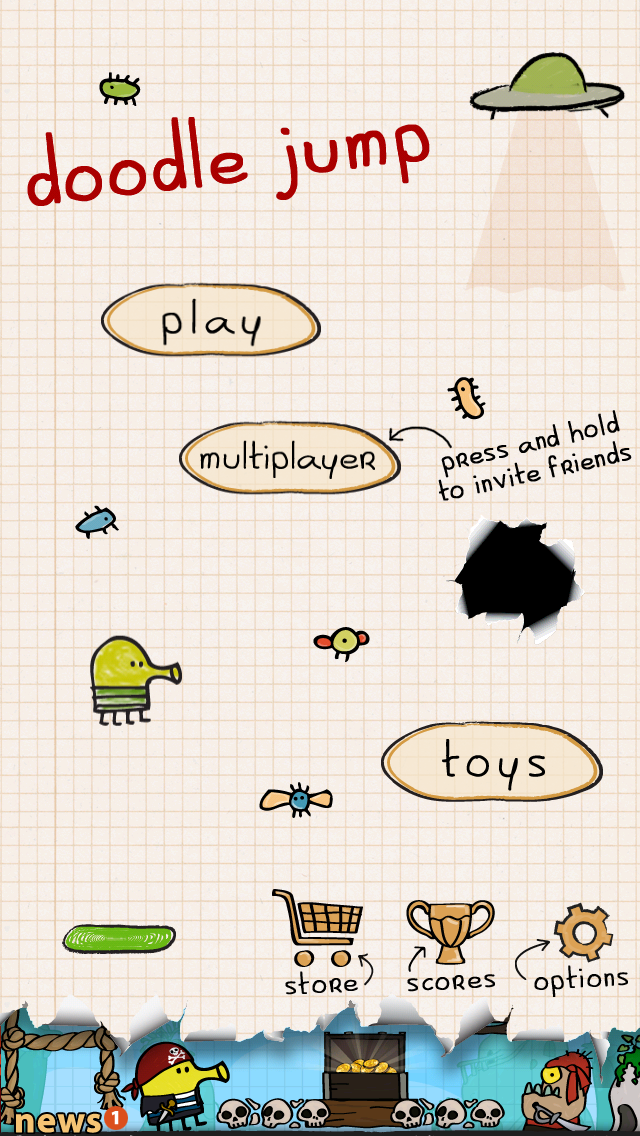 doodle jump
play
multiplayer
press and hold
to invite friends
toys
store
scores
options
news 1